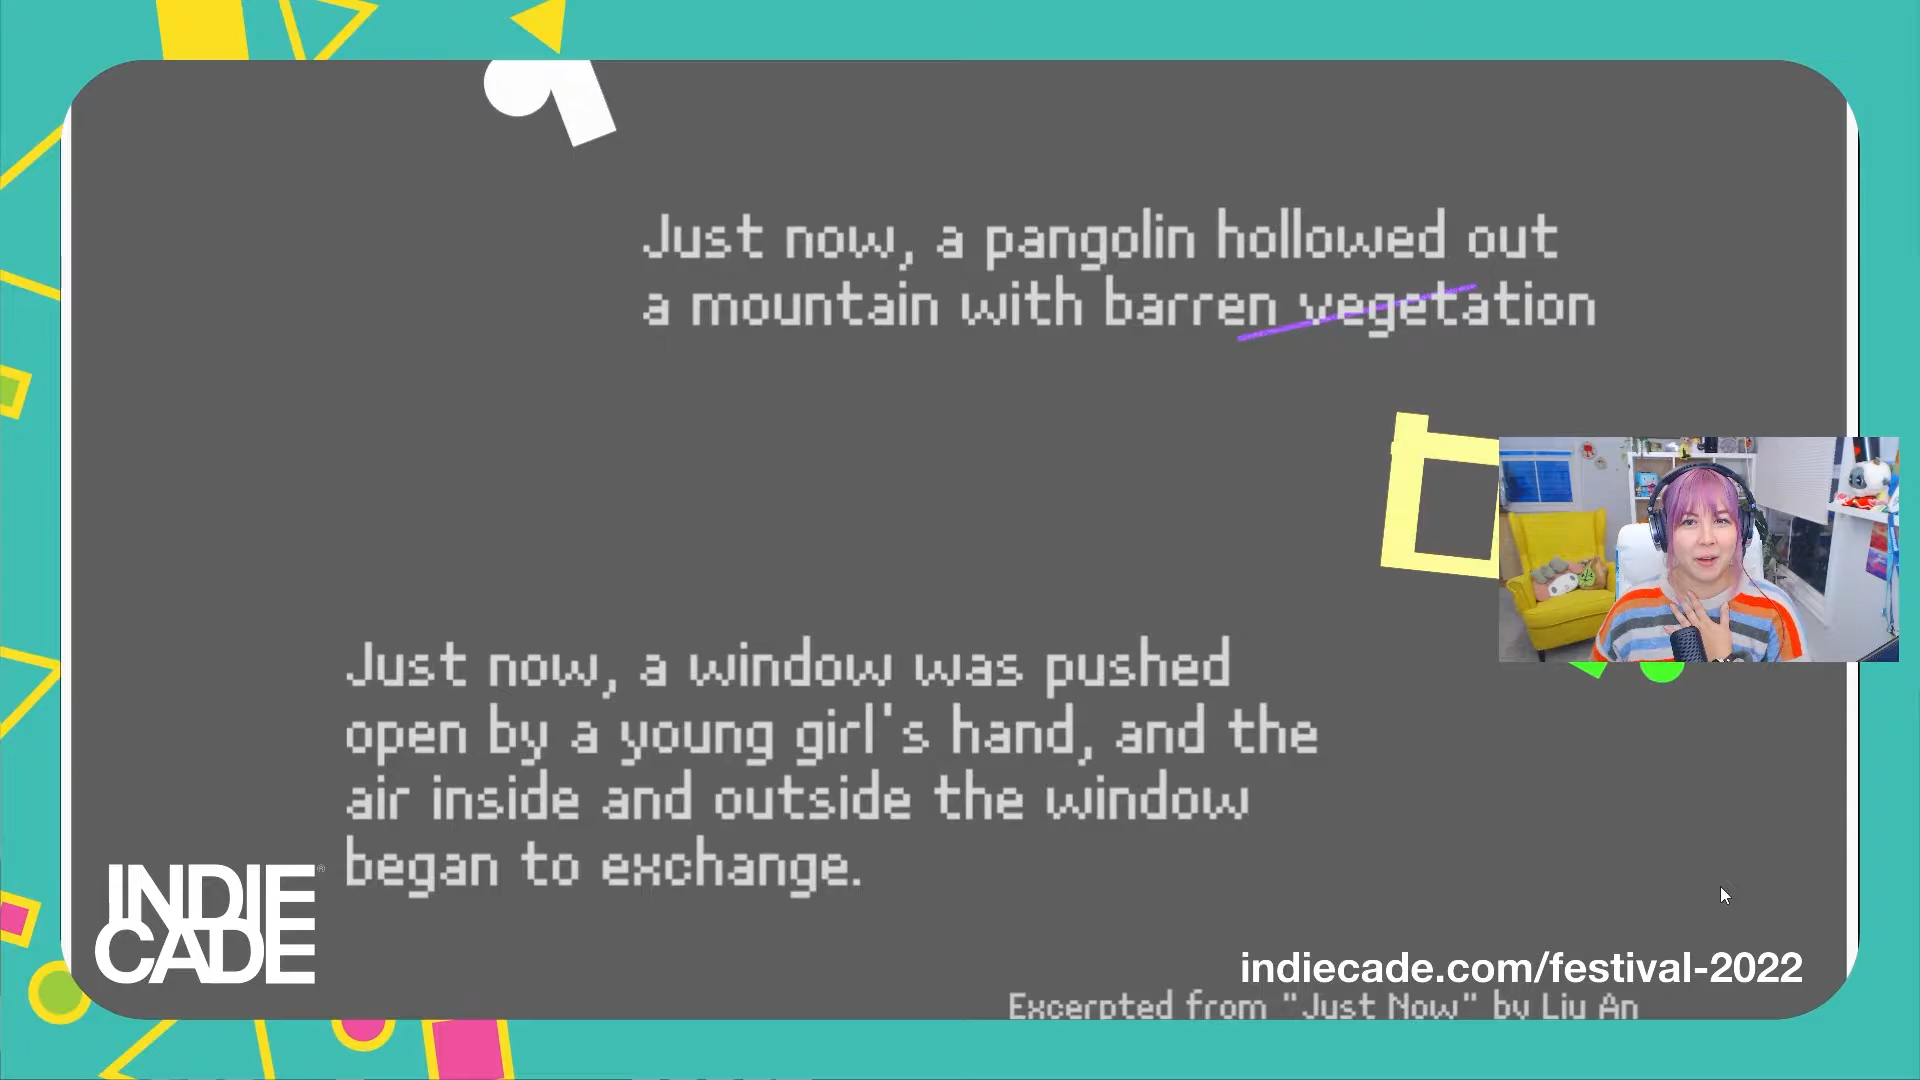 Just now, a pangolin hollowed out
a mountain with barren vegetation
Just now, a window was pushed
open by a young girl's hand, and the
air inside and outside the window
began to exchange.
INDIE
CADE
®
indiecade.com/festival-2022
Excerpted from "Just Now" by Liu An